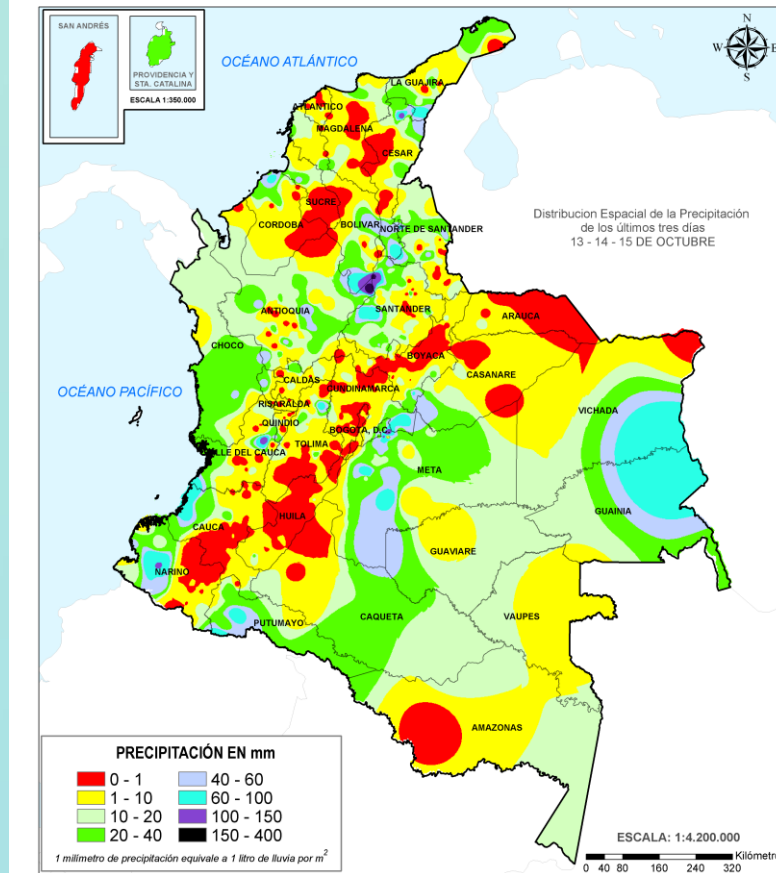 SAN ANDRÉS
PROVIDENCIA Y
STA. CATALINA
ESCALA 1:350.000
OCÉANO ATLÁNTICO
N
W
E
S
LA GUAJIRA
ATLANTICO
MAGDALENA
CESAR
SUCRE
CORDOBA
BOLIVAR
NORTE DE SANTANDER
Distribucion Espacial de la Precipitación
de los últimos tres días
13 - 14 - 15 DE OCTUBRE
ANTIOQUIA
SANTANDER
ARAUCA
CHOCO
BOYACA
CASANARE
OCÉANO PACÍFICO
CALDAS
CUNDINAMARCA
RISARALDA
VICHADA
QUINDIO
BOGOTA, D.C.
TOLIMA
VALLE DEL CAUCA
META
GUAINIA
CAUCA
HUILA
GUAVIARE
NARIÑO
PUTUMAYO
CAQUETA
VAUPES
AMAZONAS
PRECIPITACIÓN EN mm
0 - 1
1 - 10
10 - 20
20 - 40
40 - 60
60 - 100
100 - 150
150 - 400
1 milimetro de precipitación equivale a 1 litro de lluvia por m²
ESCALA: 1:4.200.000
Kilómetro
0 40 80 160 240 320